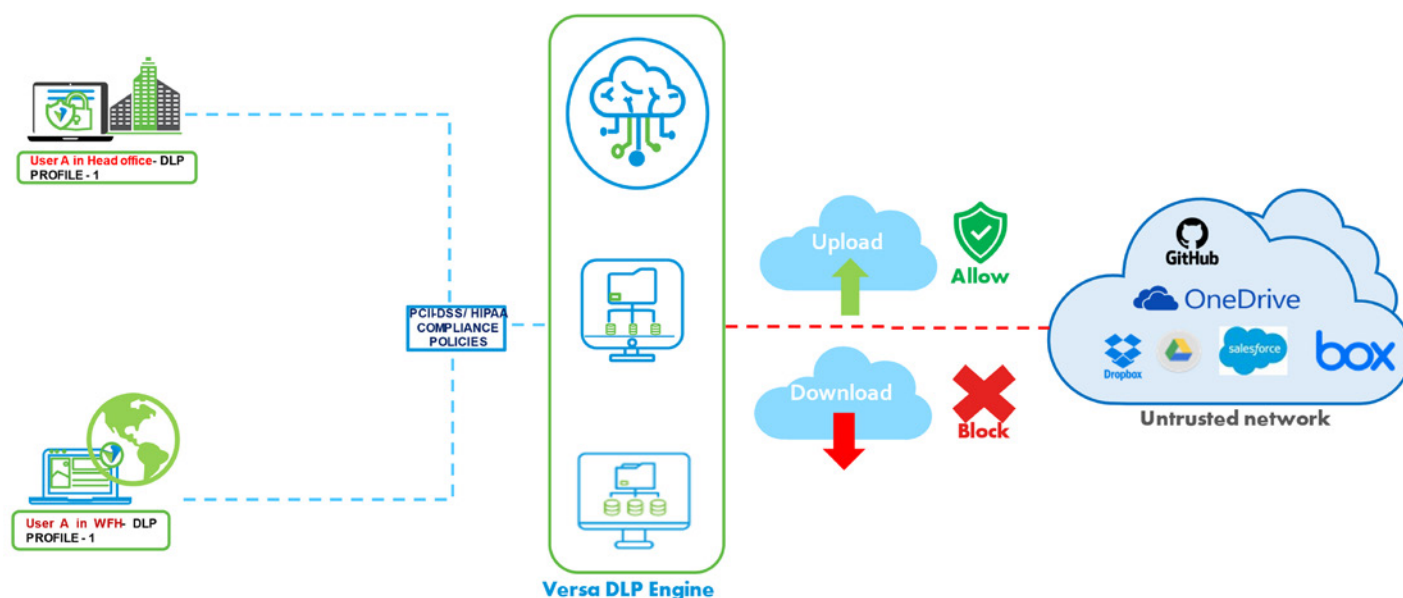 User A in Head office- DLP
PROFILE - 1
User A in WFH- DLP
PROFILE - 1
PCII-DSS/ HIPAA
COMPLIANCE
POLICIES
Versa DLP Engine
Upload
Allow
Download
Block
GitHub
OneDrive
Dropbox
salesforce
box
Untrusted network